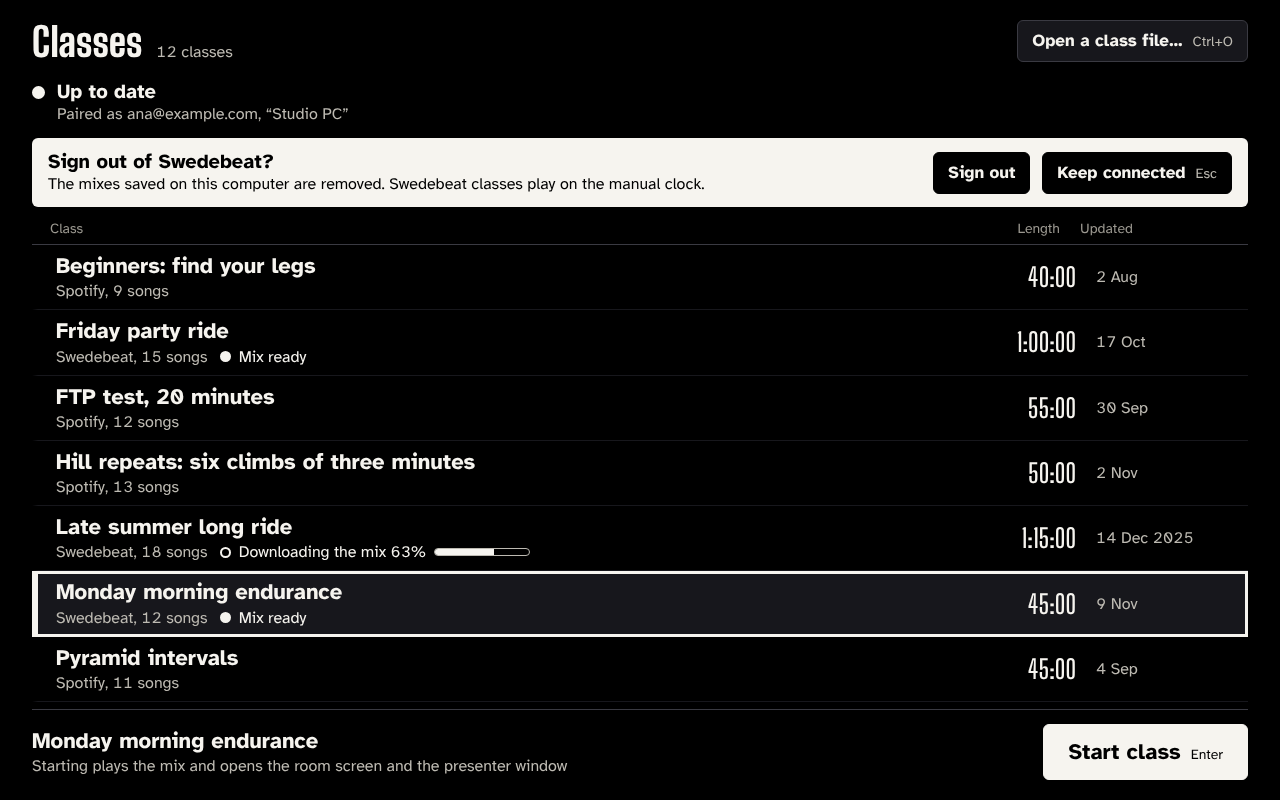 Classes 12 classes
Open a class file... Ctrl+O
Up to date
Paired as ana@example.com, “Studio PC”
Sign out of Swedebeat?
The mixes saved on this computer are removed. Swedebeat classes play on the manual clock.
Sign out
Keep connected Esc
Class Length Updated
Beginners: find your legs
Spotify, 9 songs
40:00 2 Aug
Friday party ride
Swedebeat, 15 songs Mix ready
1:00:00 17 Oct
FTP test, 20 minutes
Spotify, 12 songs
55:00 30 Sep
Hill repeats: six climbs of three minutes
Spotify, 13 songs
50:00 2 Nov
Late summer long ride
Swedebeat, 18 songs Downloading the mix 63%
1:15:00 14 Dec 2025
Monday morning endurance
Swedebeat, 12 songs Mix ready
45:00 9 Nov
Pyramid intervals
Spotify, 11 songs
45:00 4 Sep
Monday morning endurance
Starting plays the mix and opens the room screen and the presenter window
Start class Enter